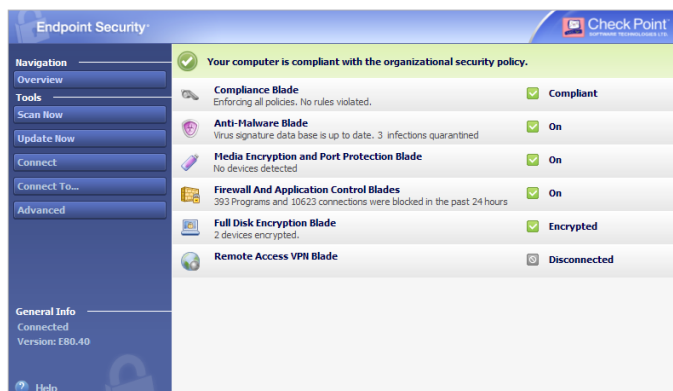 Endpoint Security
Check Point
SOFTWARE TECHNOLOGIES LTD.
Navigation
Overview
Tools
Scan Now
Update Now
Connect
Connect To...
Advanced
General Info
Connected
Version: E80.40
Help
Your computer is compliant with the organizational security policy.
Compliance Blade
Enforcing all policies. No rules violated.
Compliant
Anti-Malware Blade
Virus signature data base is up to date. 3 infections quarantined
On
Media Encryption and Port Protection Blade
No devices detected
On
Firewall And Application Control Blades
393 Programs and 10623 connections were blocked in the past 24 hours
On
Full Disk Encryption Blade
2 devices encrypted.
Encrypted
Remote Access VPN Blade
Disconnected